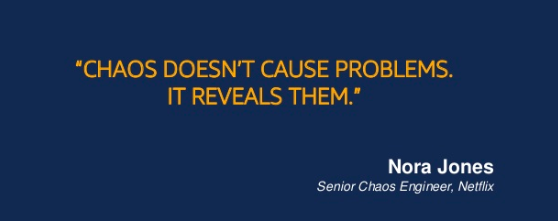 “CHAOS DOESN’T CAUSE PROBLEMS.
IT REVEALS THEM.”
Nora Jones
Senior Chaos Engineer, Netflix